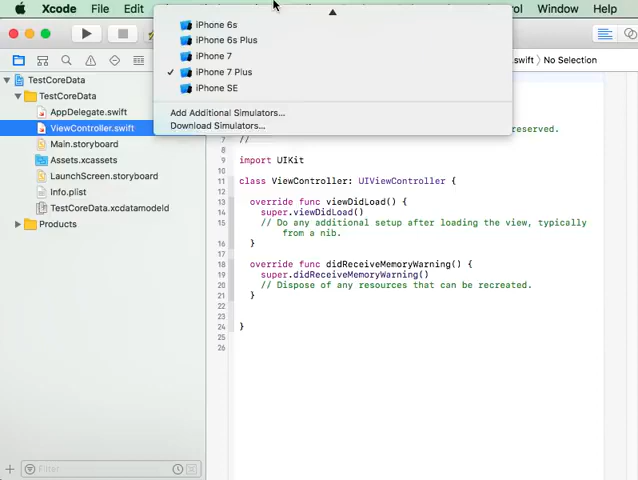 Xcode File Edit rol Window Help
iPhone 6s
iPhone 6s Plus
iPhone 7
✓ iPhone 7 Plus
iPhone SE
Add Additional Simulators...
Download Simulators...
.swift > No Selection
TestCoreData
TestCoreData
AppDelegate.swift
ViewController.swift
Main.storyboard
Assets.xcassets
LaunchScreen.storyboard
Info.plist
TestCoreData.xcdatamodeld
Products
Filter
reserved.
7 //
8
9 import UIKit
10
11 class ViewController: UIViewController {
12
13 override func viewDidLoad() {
14 super.viewDidLoad()
15 // Do any additional setup after loading the view, typically
from a nib.
16 }
17
18 override func didReceiveMemoryWarning() {
19 super.didReceiveMemoryWarning()
20 // Dispose of any resources that can be recreated.
21 }
22
23
24 }
25
26